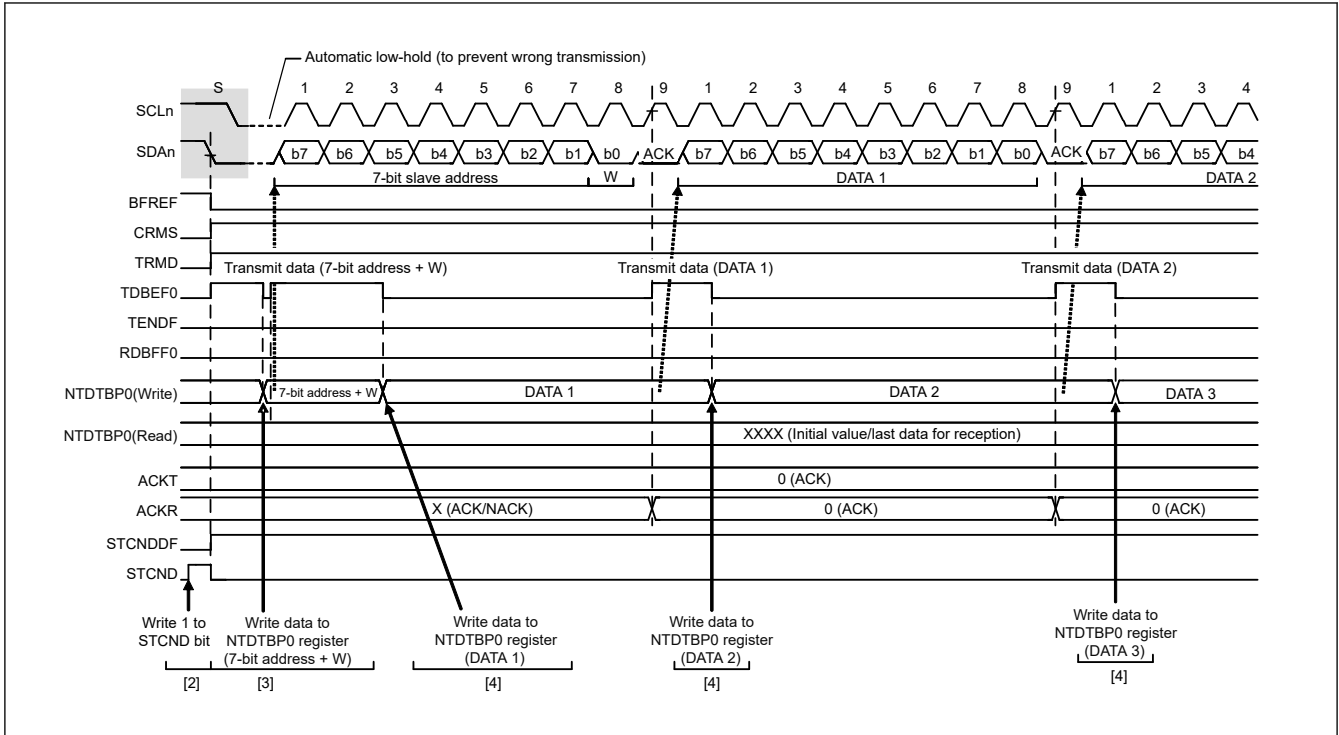 Automatic low-hold (to prevent wrong transmission)
S 1 2 3 4 5 6 7 8 9 1 2 3 4 5 6 7 8 9 1 2 3 4
SCLn
SDAn b7 b6 b5 b4 b3 b2 b1 b0 ACK b7 b6 b5 b4 b3 b2 b1 b0 ACK b7 b6 b5 b4
7-bit slave address W DATA 1 DATA 2
BFREF
CRMS
TRMD
Transmit data (7-bit address + W) Transmit data (DATA 1) Transmit data (DATA 2)
TDBEF0
TENDF
RDBFF0
NTDTBP0(Write) 7-bit address + W DATA 1 DATA 2 DATA 3
NTDTBP0(Read) XXXX (Initial value/last data for reception)
ACKT 0 (ACK)
ACKR X (ACK/NACK) 0 (ACK) 0 (ACK)
STCNDDF
STCND
Write 1 to
STCND bit
[2]
Write data to
NTDTBP0 register
(7-bit address + W)
[3]
Write data to
NTDTBP0 register
(DATA 1)
[4]
Write data to
NTDTBP0 register
(DATA 2)
[4]
Write data to
NTDTBP0 register
(DATA 3)
[4]